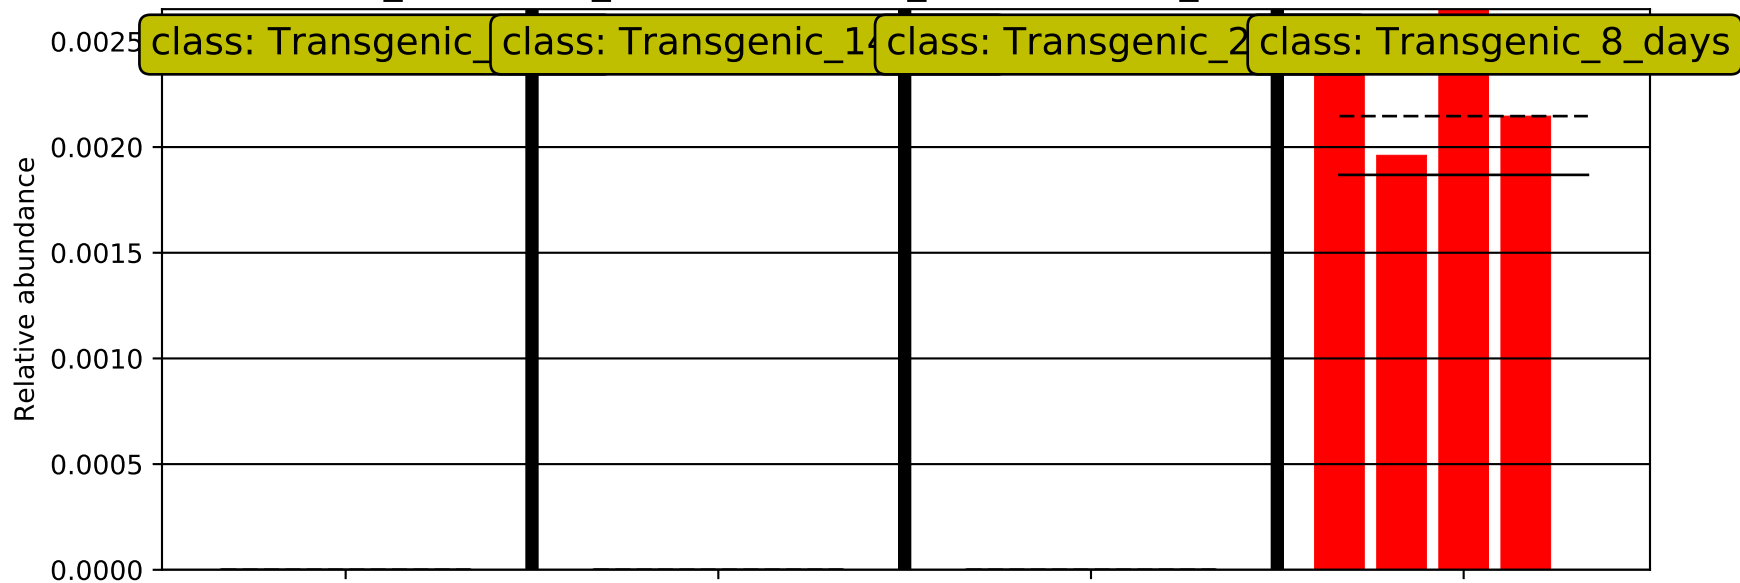 class: Transgenic_
class: Transgenic_14
class: Transgenic_2
class: Transgenic_8_days
0.0025
0.0020
0.0015
0.0010
0.0005
0.0000
Relative abundance